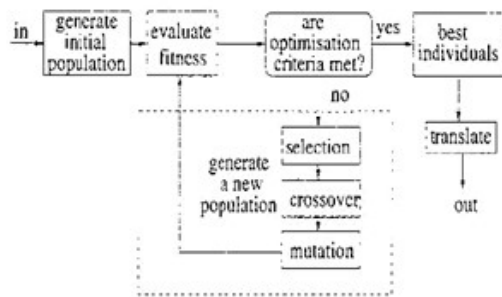 in
generate
initial
population
evaluate
fitness
are
optimisation
criteria met?
yes
best
individuals
no
translate
out
generate
a new
population
selection
crossover
mutation